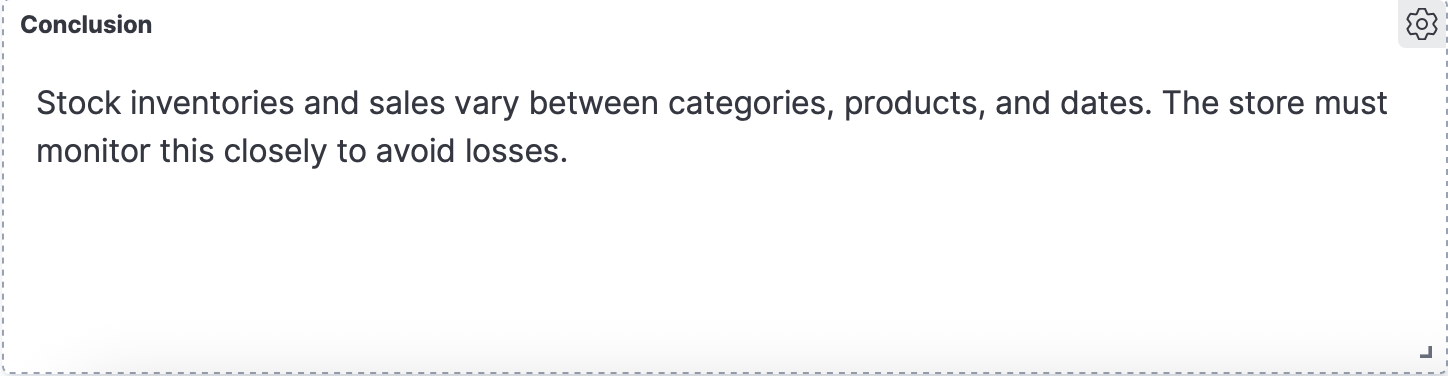 Conclusion
Stock inventories and sales vary between categories, products, and dates. The store must
monitor this closely to avoid losses.